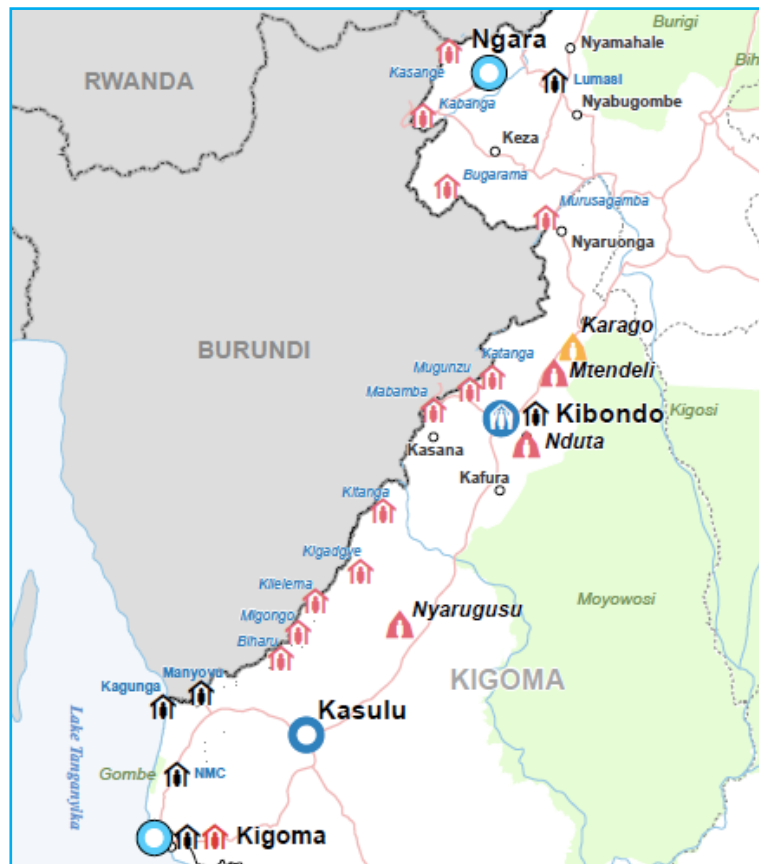 Burigi
Ngara
Nyamahale
Kasange
RWANDA
Lumasi
Bih
Kabanga
Nyabugombe
Keza
Bugarama
Murusagamba
Nyaruonga
Karago
BURUNDI
Katanga
Mugunzu
Mtendeli
Mabamba
Kibondo
Kigosi
Kasana
Nduta
Kafura
Kitanga
Kigadgye
Kilelema
Moyowosi
Nyarugusu
Migongo
Biharu
Manyovu
KIGOMA
Kagunga
Kasulu
Lake Tanganyika
Gombe
NMC
Kigoma